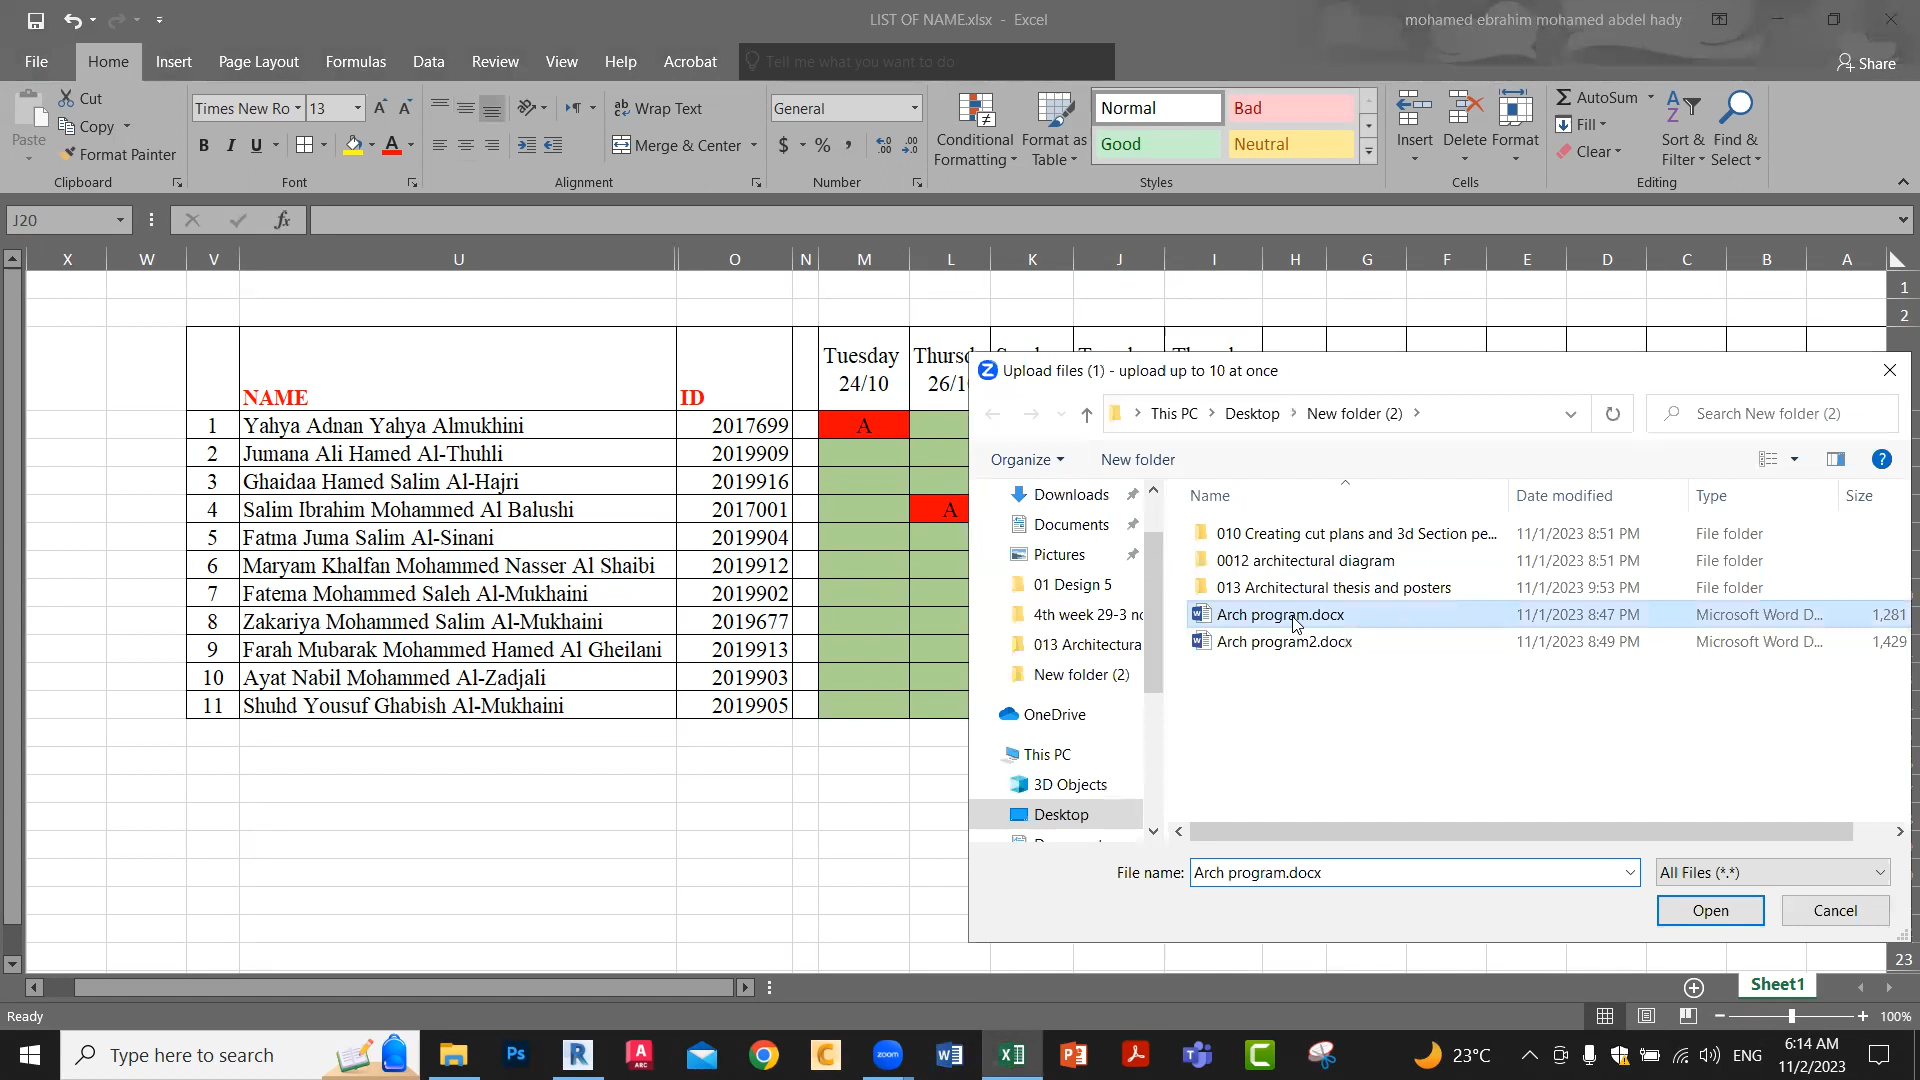 LIST OF NAME.xlsx - Excel
mohamed ebrahim mohamed abdel hady
File Home Insert Page Layout Formulas Data Review View Help Acrobat Tell me what you want to do Share
Paste Cut Copy Format Painter
Times New Ro 13
Wrap Text
Merge & Center
General
Conditional Formatting Format as Table
Normal Bad
Good Neutral
Insert Delete Format
AutoSum Fill Clear
Sort & Filter Find & Select
Clipboard Font Alignment Number Styles Cells Editing
J20
X W V U O N M L K J I H G F E D C B A
1
2
Tuesday 24/10
NAME ID
1 Yahya Adnan Yahya Almukhini 2017699 A
2 Jumana Ali Hamed Al-Thuhli 2019909
3 Ghaidaa Hamed Salim Al-Hajri 2019916
4 Salim Ibrahim Mohammed Al Balushi 2017001 A
5 Fatma Juma Salim Al-Sinani 2019904
6 Maryam Khalfan Mohammed Nasser Al Shaibi 2019912
7 Fatema Mohammed Saleh Al-Mukhaini 2019902
8 Zakariya Mohammed Salim Al-Mukhaini 2019677
9 Farah Mubarak Mohammed Hamed Al Gheilani 2019913
10 Ayat Nabil Mohammed Al-Zadjali 2019903
11 Shuhd Yousuf Ghabish Al-Mukhaini 2019905
Upload files (1) - upload up to 10 at once
This PC Desktop New folder (2)
Search New folder (2)
Organize New folder
Downloads
Documents
Pictures
01 Design 5
4th week 29-3 nc
013 Architectura
New folder (2)
OneDrive
This PC
3D Objects
Desktop
Name Date modified Type Size
010 Creating cut plans and 3d Section pe... 11/1/2023 8:51 PM File folder
0012 architectural diagram 11/1/2023 8:51 PM File folder
013 Architectural thesis and posters 11/1/2023 9:53 PM File folder
Arch program.docx 11/1/2023 8:47 PM Microsoft Word D... 1,281
Arch program2.docx 11/1/2023 8:49 PM Microsoft Word D... 1,429
File name: Arch program.docx
All Files (*.*)
Open Cancel
23
Sheet1
Ready
100%
Type here to search
23°C
ENG
6:14 AM
11/2/2023